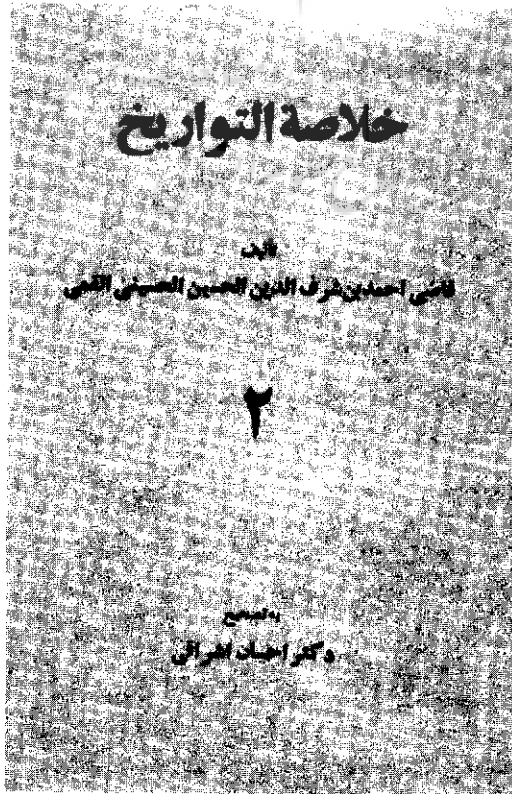 خلاصة التواریخ
تألیف
قاضی احمد بن شرف الدین الحسین الحسینی القمی
۲
به تصحیح
دکتر احسان اشراقی